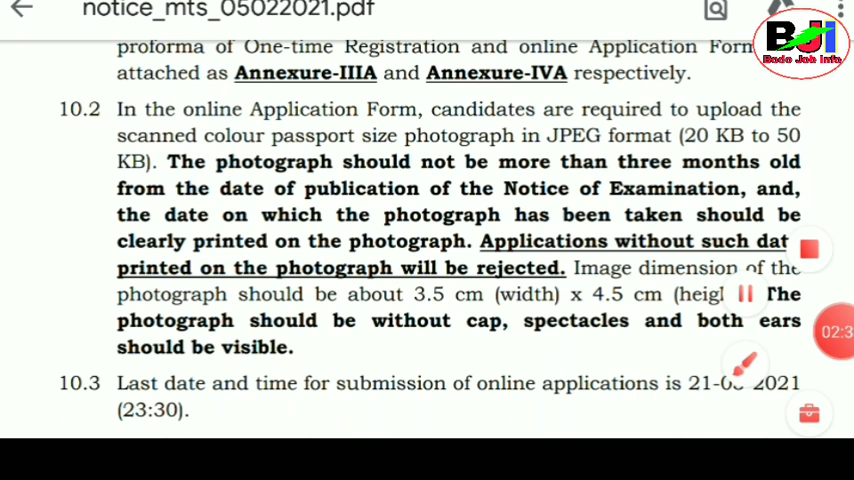 notice_mts_05022021.pdf
BJI
Bodo Job Info
proforma of One-time Registration and online Application Form
attached as Annexure-IIIA and Annexure-IVA respectively.
10.2 In the online Application Form, candidates are required to upload the
scanned colour passport size photograph in JPEG format (20 KB to 50
KB). The photograph should not be more than three months old
from the date of publication of the Notice of Examination, and,
the date on which the photograph has been taken should be
clearly printed on the photograph. Applications without such dat
printed on the photograph will be rejected. Image dimension of the
photograph should be about 3.5 cm (width) x 4.5 cm (heig The
photograph should be without cap, spectacles and both ears
should be visible.
02:3
10.3 Last date and time for submission of online applications is 2021
(23:30).